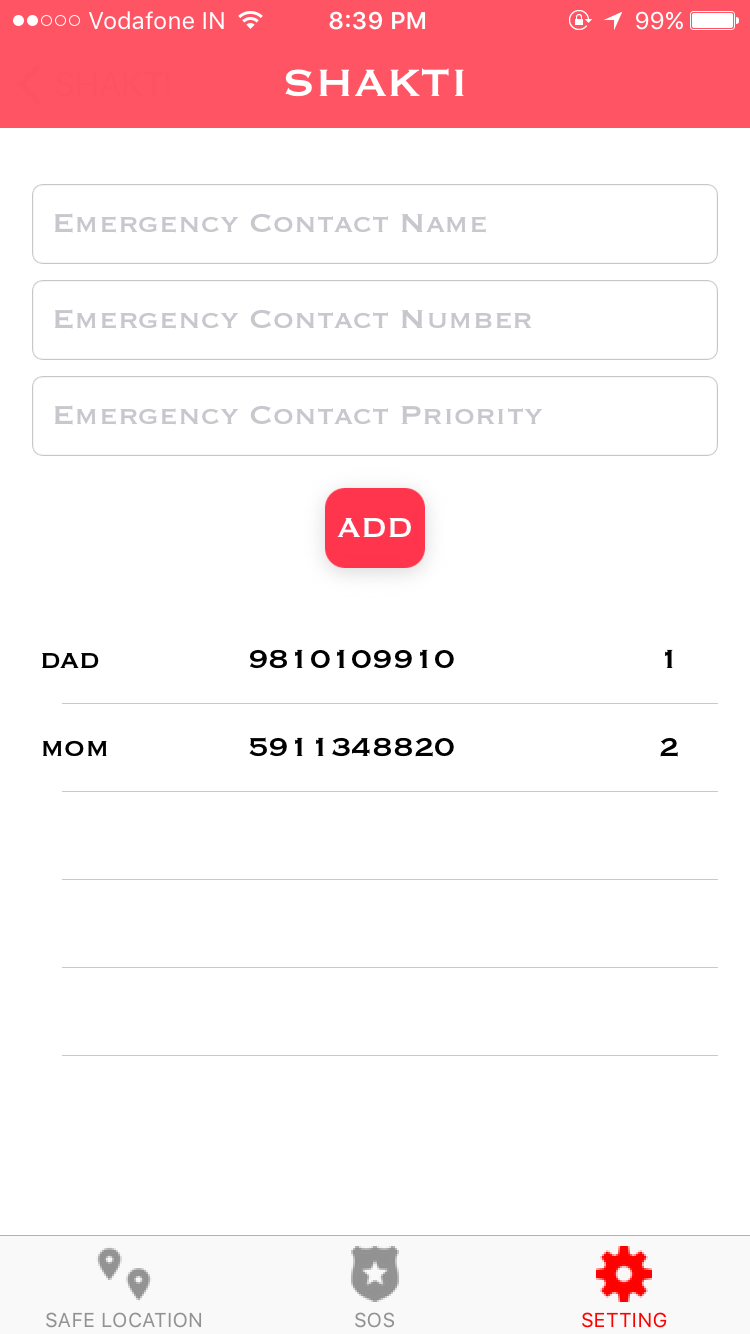 Vodafone IN 8:39 PM 99%
SHAKTI
EMERGENCY CONTACT NAME
EMERGENCY CONTACT NUMBER
EMERGENCY CONTACT PRIORITY
ADD
DAD 9810109910 1
MOM 5911348820 2
SAFE LOCATION SOS SETTING